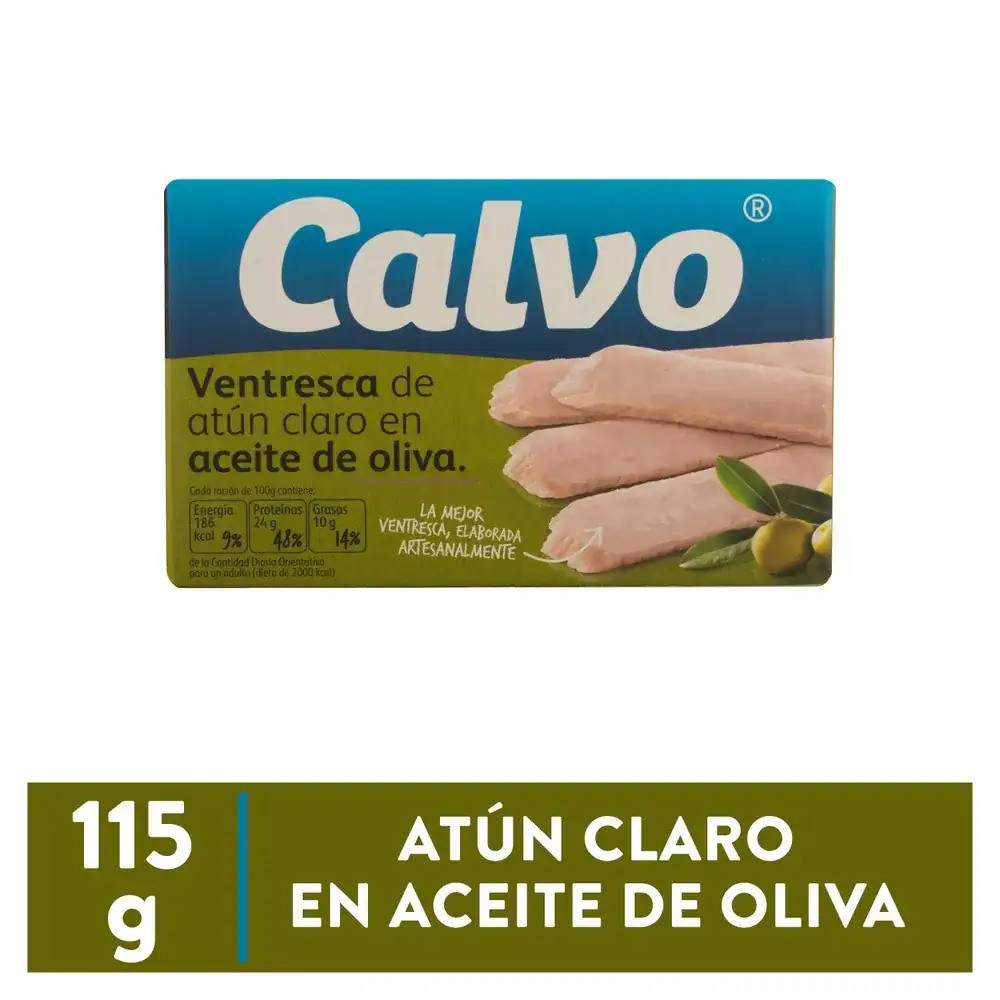 Calvo®
Ventresca de
atún claro en
aceite de oliva.
Cada ración de 100g contiene:
Energía
186
kcal 9%
Proteínas
24 g
48%
Grasas
10 g
14%
de la Cantidad Diaria Orientativa
para un adulto (dieta de 2000 kcal)
LA MEJOR
VENTRESCA, ELABORADA
ARTESANALMENTE
115
g
ATÚN CLARO
EN ACEITE DE OLIVA